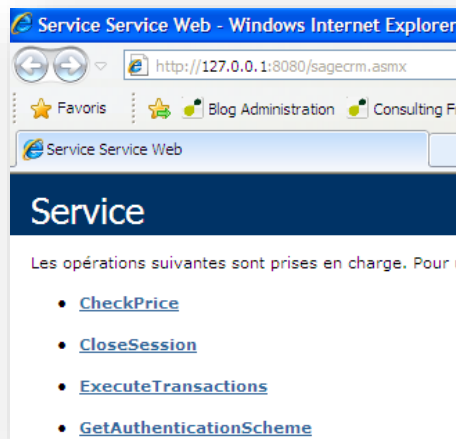 Service Service Web - Windows Internet Explorer
http://127.0.0.1:8080/sagecrm.asmx
Favoris Blog Administration Consulting
Service Service Web
Service
Les opérations suivantes sont prises en charge. Pour
CheckPrice
CloseSession
ExecuteTransactions
GetAuthenticationScheme